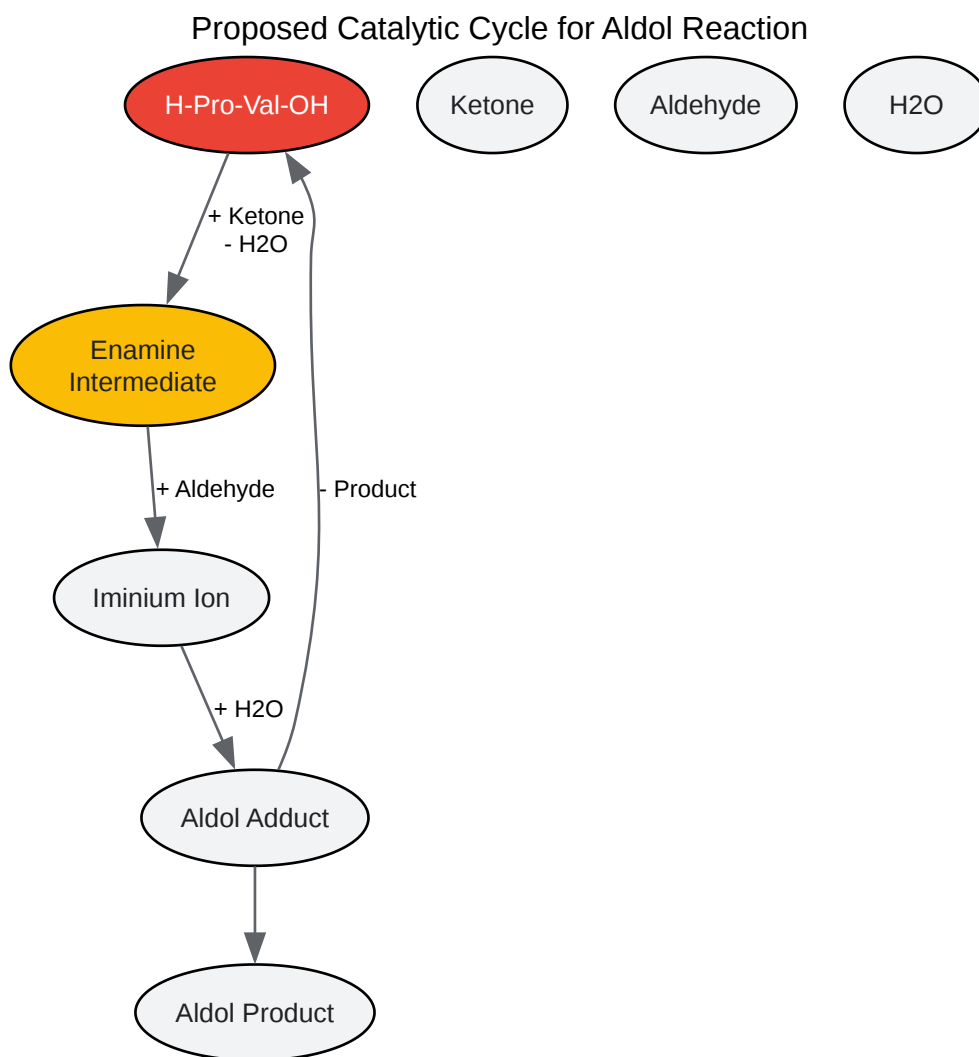 Proposed Catalytic Cycle for Aldol Reaction
H-Pro-Val-OH
Ketone
Aldehyde
H2O
+ Ketone
- H2O
Enamine
Intermediate
+ Aldehyde
- Product
Iminium Ion
+ H2O
Aldol Adduct
Aldol Product